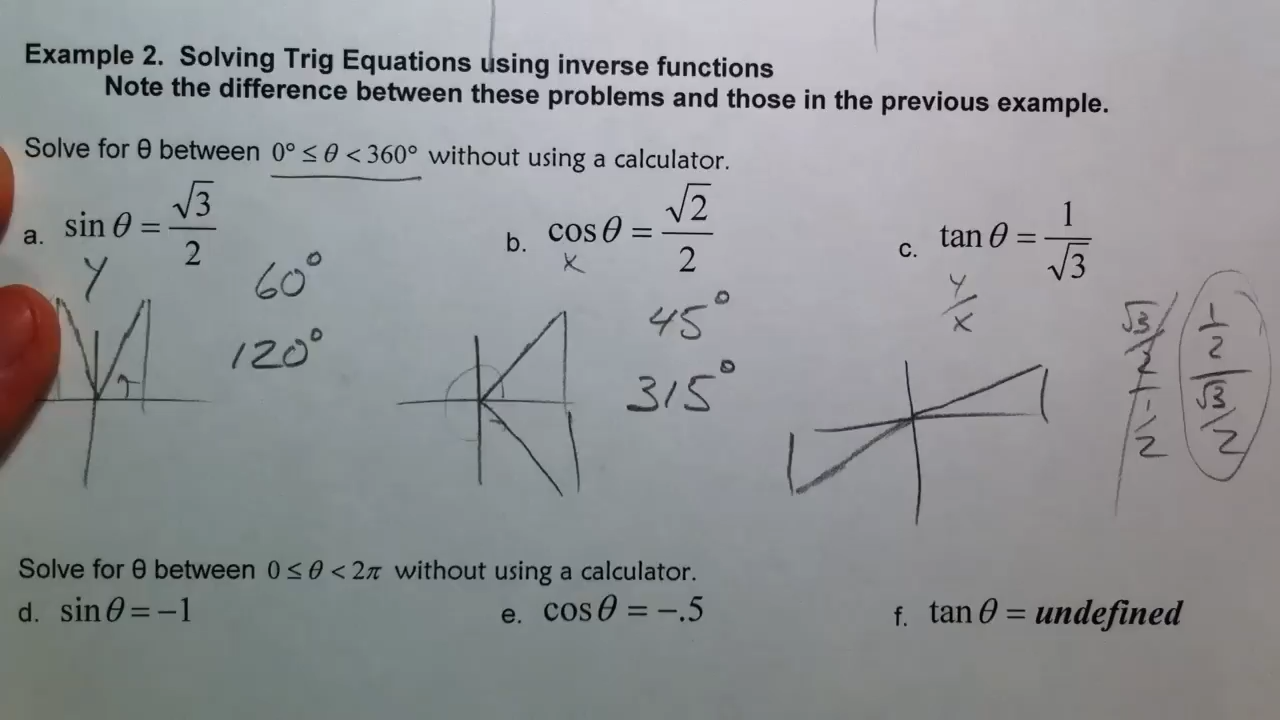 Example 2. Solving Trig Equations using inverse functions
Note the difference between these problems and those in the previous example.
Solve for θ between 0° ≤ θ < 360° without using a calculator.
a. sin θ = √3/2
b. cos θ = √2/2
c. tan θ = 1/√3
Y
60°
120°
x
45°
315°
Y/x
√3/2 / 1/2
1/2 / √3/2
Solve for θ between 0 ≤ θ < 2π without using a calculator.
d. sin θ = −1
e. cos θ = −.5
f. tan θ = undefined